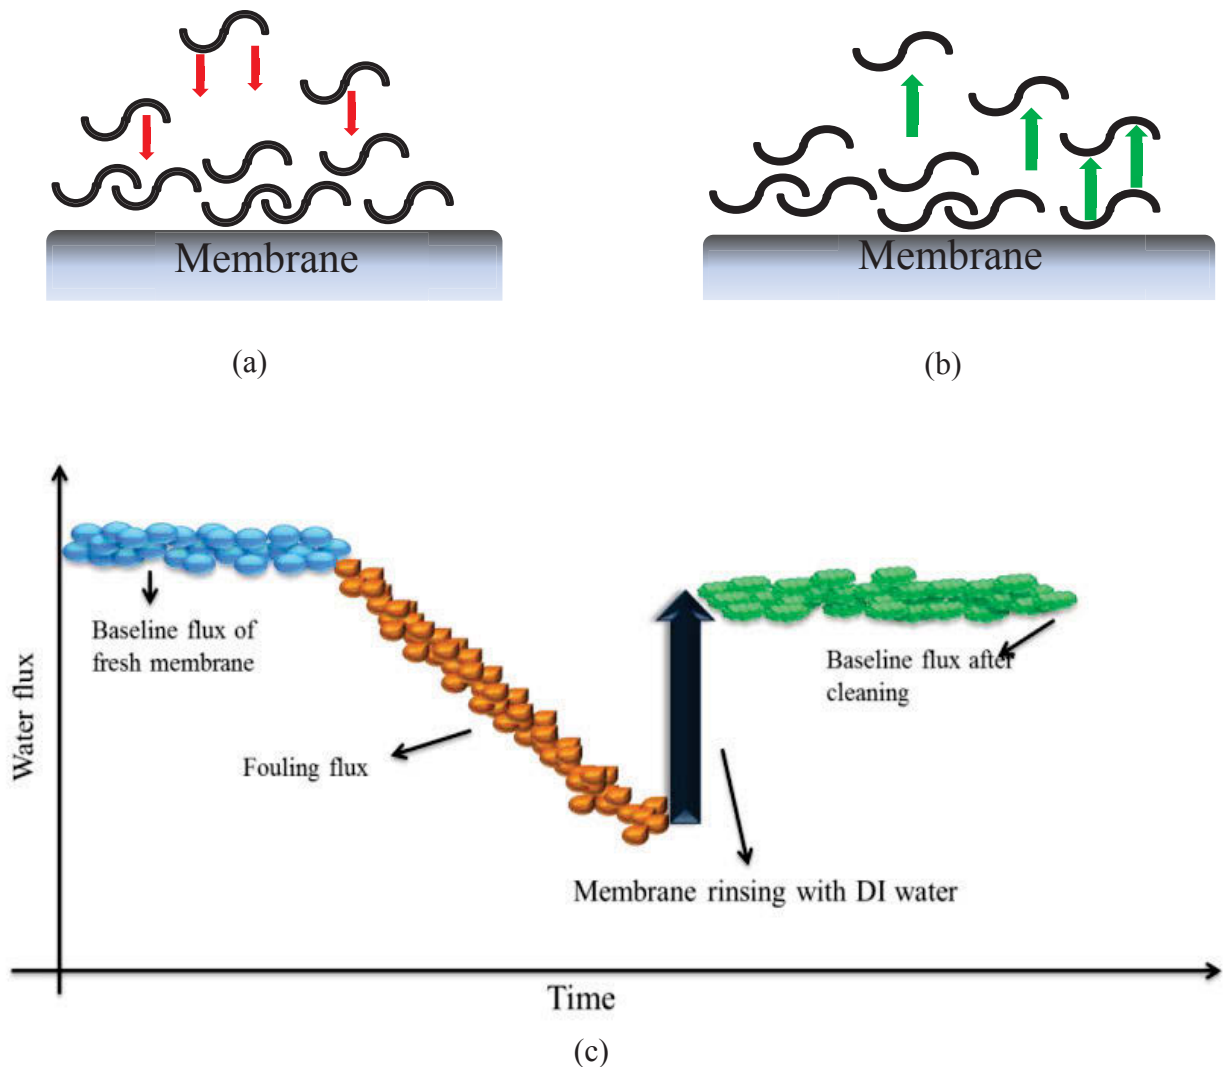 Membrane
Membrane
(a)
(b)
Baseline flux of
fresh membrane
Baseline flux after
cleaning
Water flux
Fouling flux
Membrane rinsing with DI water
Time
(c)